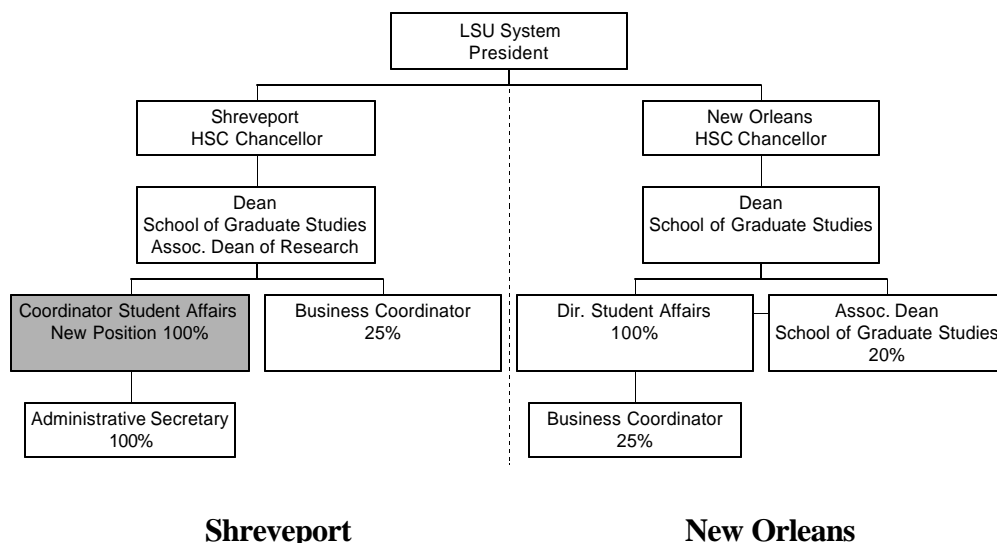 LSU System
President
Shreveport
HSC Chancellor
New Orleans
HSC Chancellor
Dean
School of Graduate Studies
Assoc. Dean of Research
Dean
School of Graduate Studies
Coordinator Student Affairs
New Position 100%
Business Coordinator
25%
Dir. Student Affairs
100%
Assoc. Dean
School of Graduate Studies
20%
Administrative Secretary
100%
Business Coordinator
25%
Shreveport
New Orleans